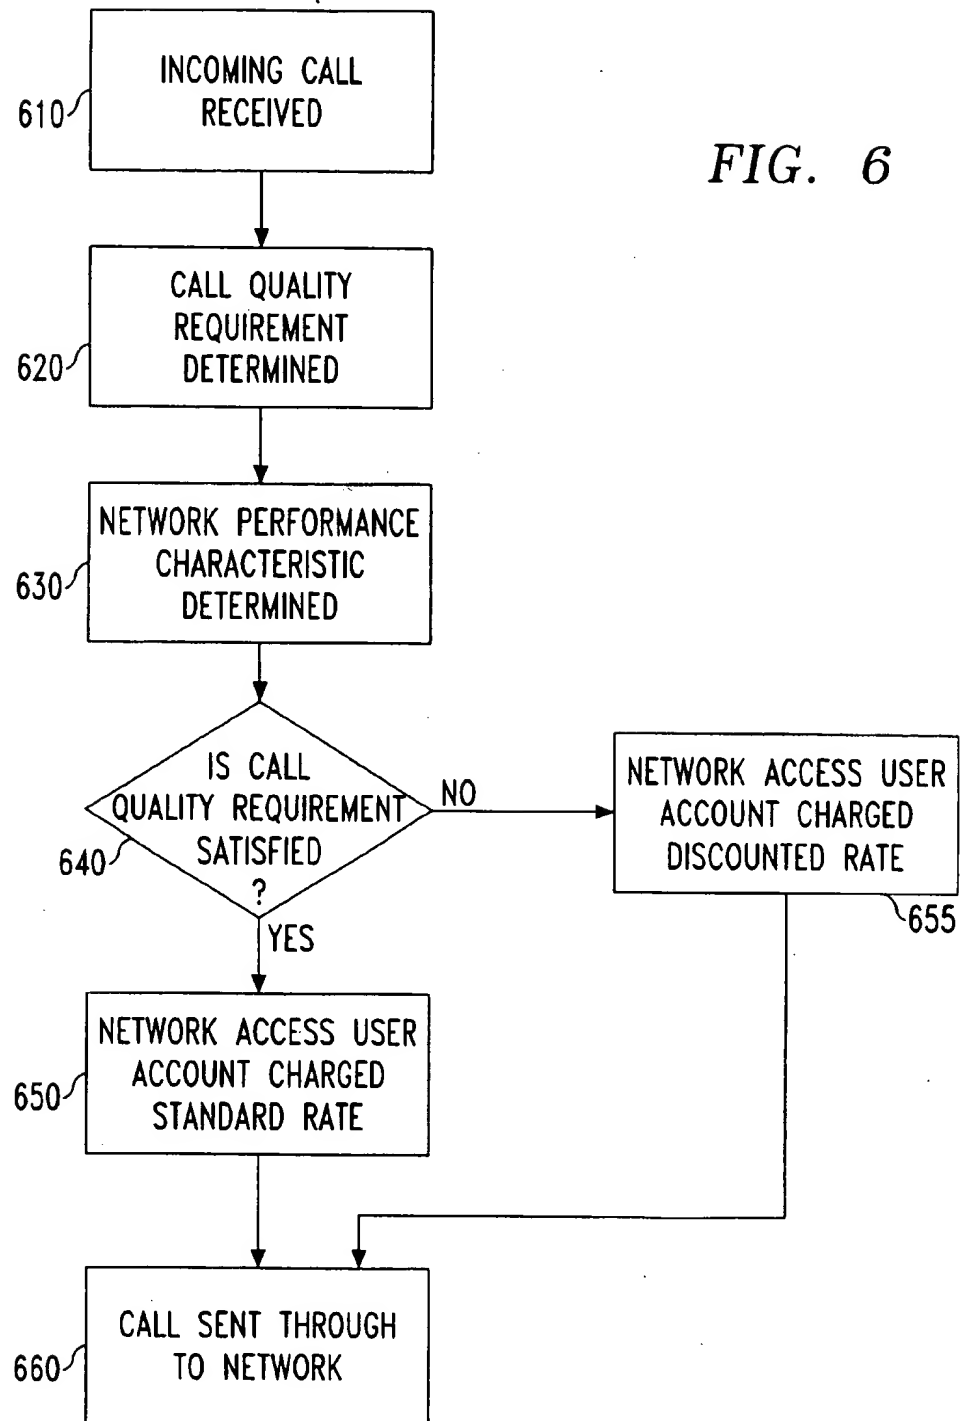 INCOMING CALL
RECEIVED
610
FIG. 6
CALL QUALITY
REQUIREMENT
DETERMINED
620
NETWORK PERFORMANCE
CHARACTERISTIC
DETERMINED
630
IS CALL
QUALITY REQUIREMENT
SATISFIED
?
640
NO
NETWORK ACCESS USER
ACCOUNT CHARGED
DISCOUNTED RATE
655
YES
NETWORK ACCESS USER
ACCOUNT CHARGED
STANDARD RATE
650
CALL SENT THROUGH
TO NETWORK
660